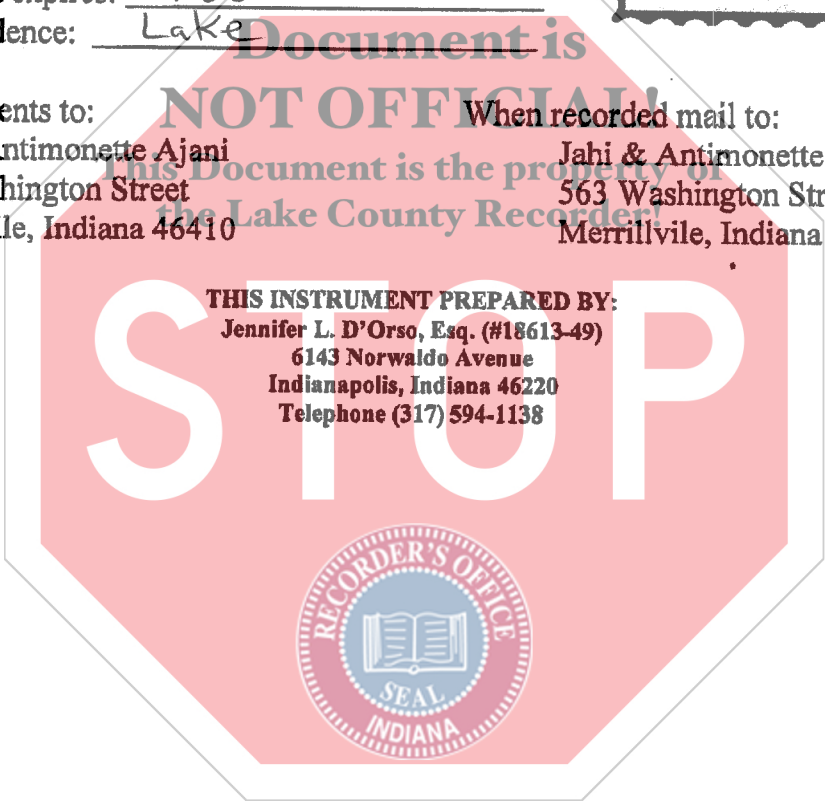 expires:
dence: Lake
Document is
NOT OFFICIAL!
This Document is the property of
the Lake County Recorder!
ents to:
ntimonette Ajani
hington Street
le, Indiana 46410
When recorded mail to:
Jahi & Antimonette
563 Washington Str
Merrillvile, Indiana
THIS INSTRUMENT PREPARED BY:
Jennifer L. D'Orso, Esq. (#18613-49)
6143 Norwaldo Avenue
Indianapolis, Indiana 46220
Telephone (317) 594-1138
STOP
RECORDER'S OFFICE
SEAL
INDIANA